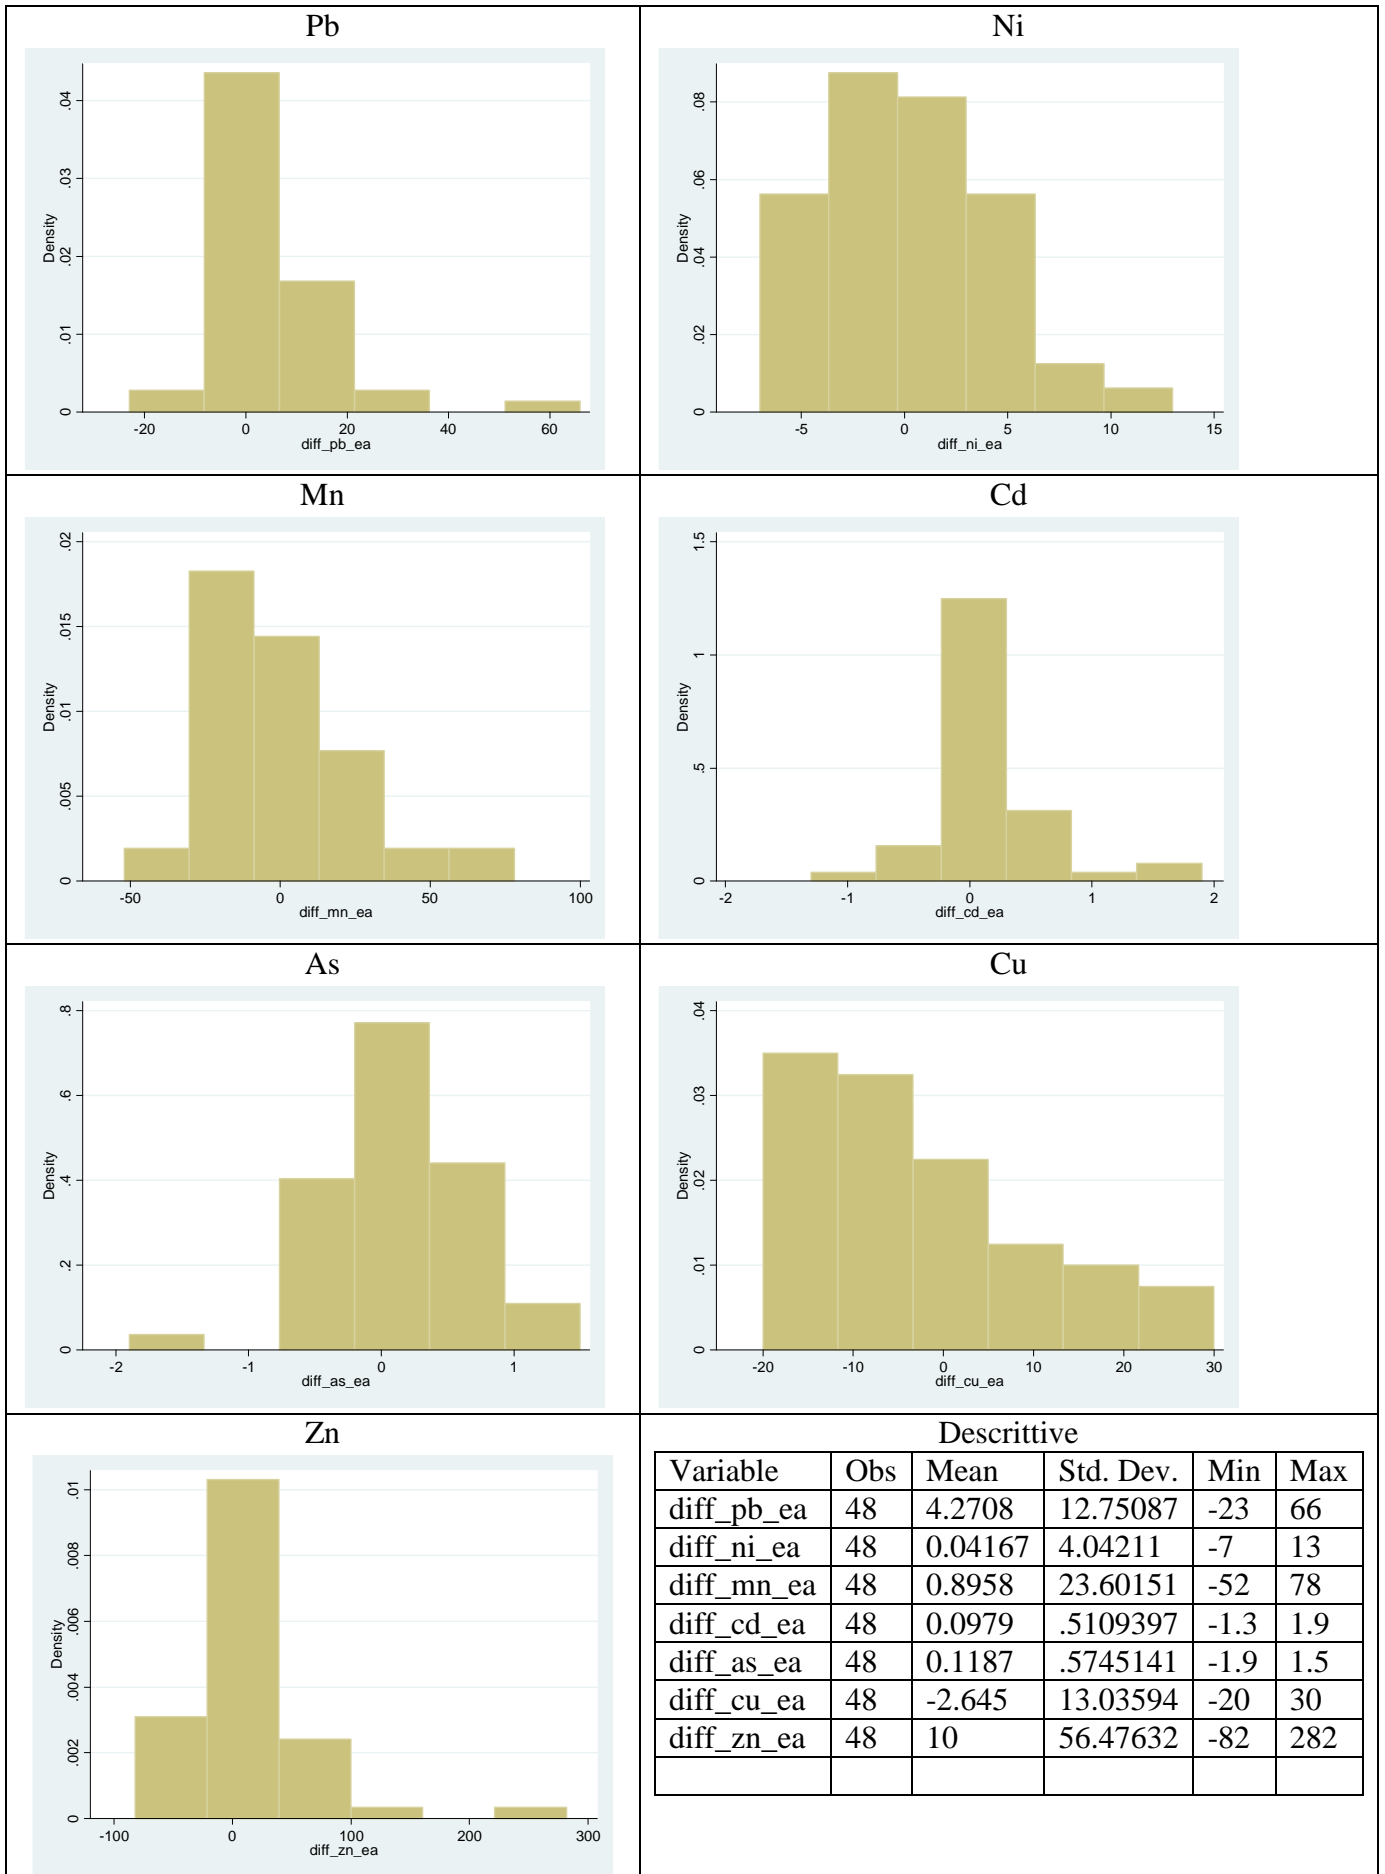 Pb
Ni
0 .01 .02 .03 .04
Density
-20 0 20 40 60
diff_pb_ea
0 .02 .04 .06 .08
Density
-5 0 5 10 15
diff_ni_ea
Mn
Cd
0 .005 .01 .015 .02
Density
-50 0 50 100
diff_mn_ea
0 .5 1 1.5
Density
-2 -1 0 1 2
diff_cd_ea
As
Cu
0 .2 .4 .6 .8
Density
-2 -1 0 1
diff_as_ea
0 .01 .02 .03 .04
Density
-20 -10 0 10 20 30
diff_cu_ea
Zn
0 .002 .004 .006 .008 .01
Density
-100 0 100 200 300
diff_zn_ea
Descrittive
Variable Obs Mean Std. Dev. Min Max
diff_pb_ea 48 4.2708 12.75087 -23 66
diff_ni_ea 48 0.04167 4.04211 -7 13
diff_mn_ea 48 0.8958 23.60151 -52 78
diff_cd_ea 48 0.0979 .5109397 -1.3 1.9
diff_as_ea 48 0.1187 .5745141 -1.9 1.5
diff_cu_ea 48 -2.645 13.03594 -20 30
diff_zn_ea 48 10 56.47632 -82 282